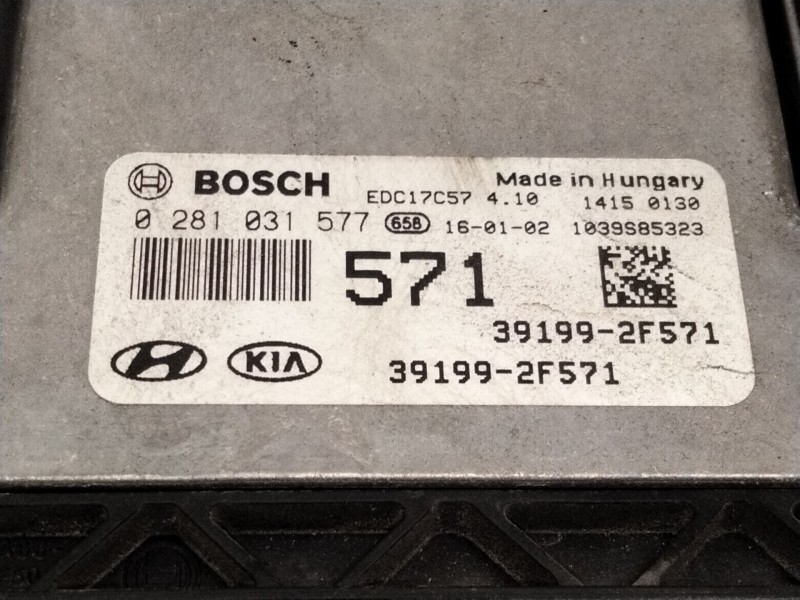 BOSCH
EDC17C57 4.10
Made in Hungary
1415 0130
0 281 031 577 658 16-01-02 1039S85323
571
39199-2F571
KIA 39199-2F571